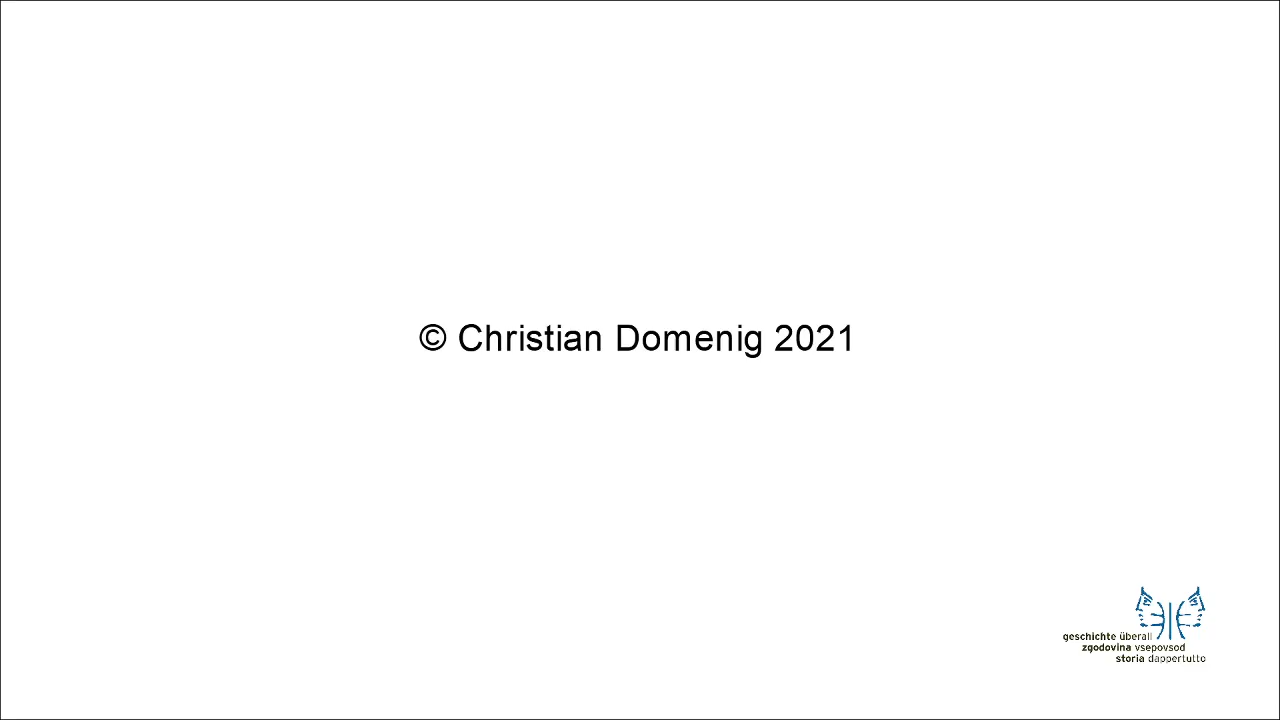 © Christian Domenig 2021
geschichte überall
zgodovina vsepovsod
storia dappertutto